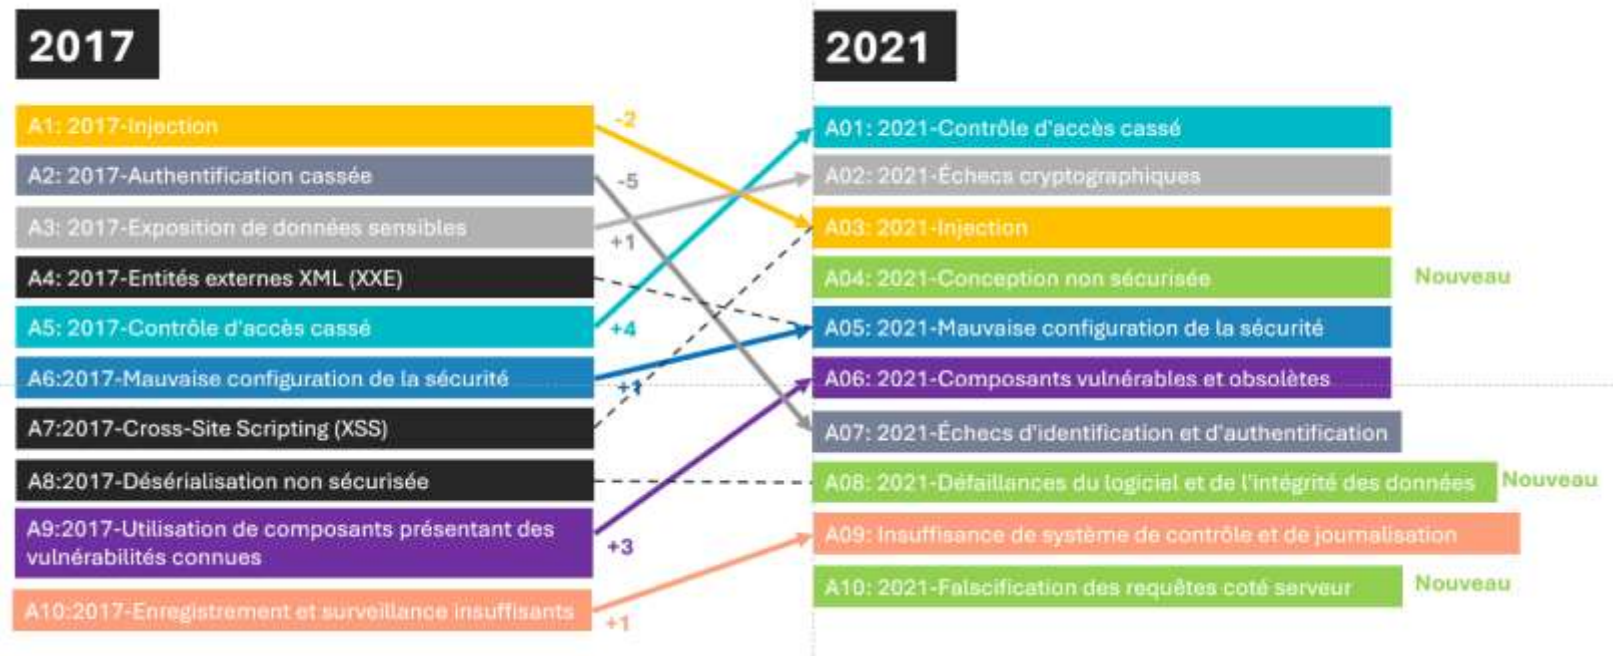 2017
A1: 2017-Injection
A2: 2017-Authentification cassée
A3: 2017-Exposition de données sensibles
A4: 2017-Entités externes XML (XXE)
A5: 2017-Contrôle d'accès cassé
A6:2017-Mauvaise configuration de la sécurité
A7:2017-Cross-Site Scripting (XSS)
A8:2017-Désérialisation non sécurisée
A9:2017-Utilisation de composants présentant des
vulnérabilités connues
A10:2017-Enregistrement et surveillance insuffisants
-2
-5
+1
+4
+1
+3
+1
2021
A01: 2021-Contrôle d'accès cassé
A02: 2021-Échecs cryptographiques
A03: 2021-Injection
A04: 2021-Conception non sécurisée
Nouveau
A05: 2021-Mauvaise configuration de la sécurité
A06: 2021-Composants vulnérables et obsolètes
A07: 2021-Échecs d'identification et d'authentification
A08: 2021-Défaillances du logiciel et de l'intégrité des données
Nouveau
A09: Insuffisance de système de contrôle et de journalisation
A10: 2021-Falscification des requêtes coté serveur
Nouveau